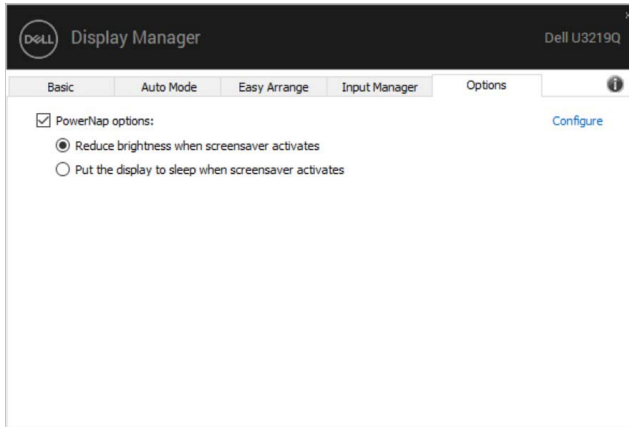 DELL Display Manager
Dell U3219Q
Basic Auto Mode Easy Arrange Input Manager Options
PowerNap options: Configure
Reduce brightness when screensaver activates
Put the display to sleep when screensaver activates